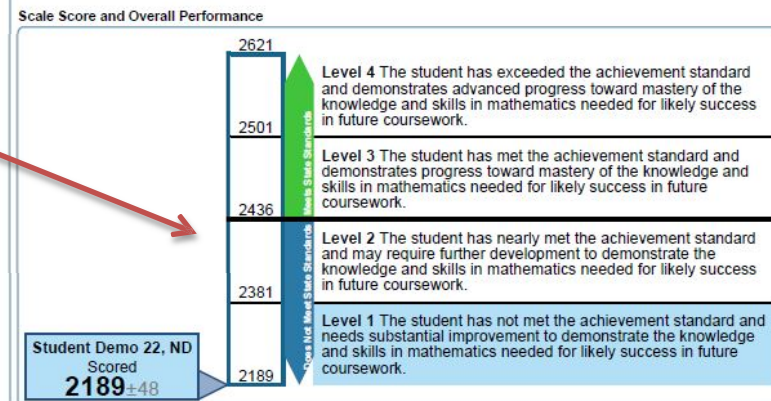 Scale Score and Overall Performance
2621
Level 4 The student has exceeded the achievement standard
and demonstrates advanced progress toward mastery of the
knowledge and skills in mathematics needed for likely success
in future coursework.
2501
Level 3 The student has met the achievement standard and
demonstrates progress toward mastery of the knowledge and
skills in mathematics needed for likely success in future
coursework.
Meets State Standards
2436
Level 2 The student has nearly met the achievement standard
and may require further development to demonstrate the
knowledge and skills in mathematics needed for likely success
in future coursework.
Does Not Meet State Standards
2381
Level 1 The student has not met the achievement standard and
needs substantial improvement to demonstrate the knowledge
and skills in mathematics needed for likely success in future
coursework.
Student Demo 22, ND
Scored
2189±48
2189